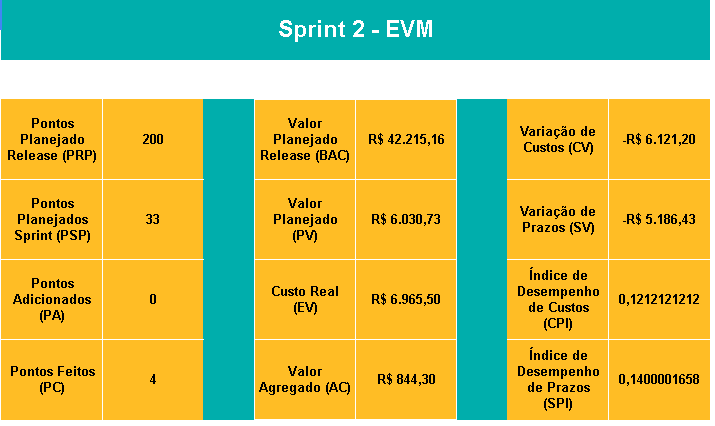 Sprint 2 - EVM
Pontos
Planejado
Release (PRP)
200
Valor
Planejado
Release (BAC)
R$ 42.215,16
Variação de
Custos (CV)
-R$ 6.121,20
Pontos
Planejados
Sprint (PSP)
33
Valor
Planejado
(PV)
R$ 6.030,73
Variação de
Prazos (SV)
-R$ 5.186,43
Pontos
Adicionados
(PA)
0
Custo Real
(EV)
R$ 6.965,50
Índice de
Desempenho
de Custos
(CPI)
0,1212121212
Pontos Feitos
(PC)
4
Valor
Agregado (AC)
R$ 844,30
Índice de
Desempenho
de Prazos
(SPI)
0,1400001658